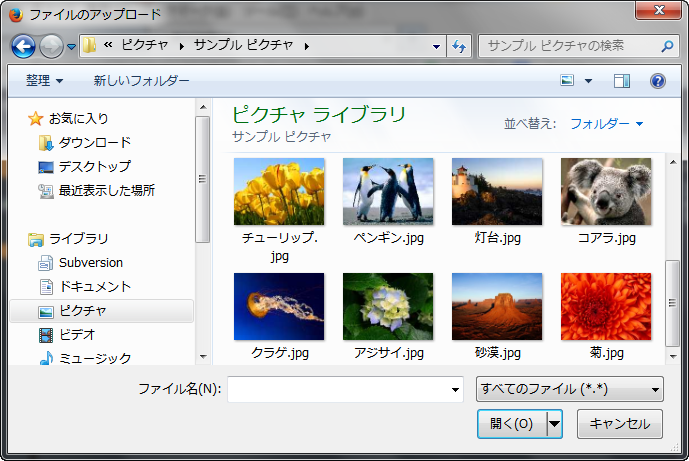 ファイルのアップロード
« ピクチャ サンプル ピクチャ
サンプル ピクチャの検索
整理 新しいフォルダー
お気に入り
ダウンロード
デスクトップ
最近表示した場所
ライブラリ
Subversion
ドキュメント
ピクチャ
ビデオ
ミュージック
ピクチャ ライブラリ
サンプル ピクチャ
並べ替え: フォルダー
チューリップ.
jpg
ペンギン.jpg
灯台.jpg
コアラ.jpg
クラゲ.jpg
アジサイ.jpg
砂漠.jpg
菊.jpg
ファイル名(N):
すべてのファイル (*.*)
開く(O)
キャンセル